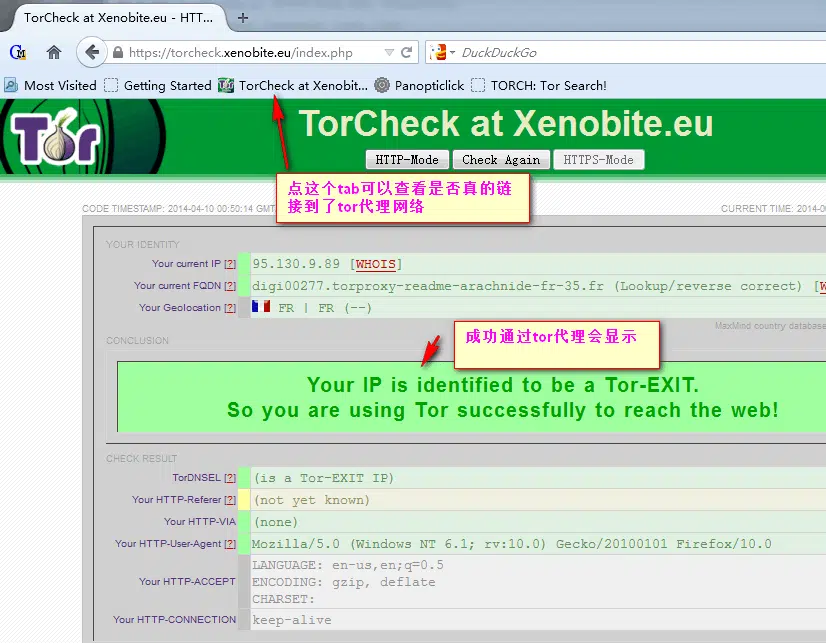 TorCheck at Xenobite.eu - HTT...
https://torcheck.xenobite.eu/index.php
DuckDuckGo
Most Visited Getting Started TorCheck at Xenobit... Panopticlick TORCH: Tor Search!
Tor
TorCheck at Xenobite.eu
HTTP-Mode Check Again HTTPS-Mode
点这个tab可以查看是否真的链
接到了tor代理网络
CODE TIMESTAMP: 2014-04-10 00:50:14 GMT
CURRENT TIME: 2014-0
YOUR IDENTITY
Your current IP [?] 95.130.9.89 [WHOIS]
Your current FQDN [?] digi00277.torproxy-readme-arachnide-fr-35.fr (Lookup/reverse correct) [W
Your Geolocation [?] FR | FR (--)
MaxMind country database
CONCLUSION
成功通过tor代理会显示
Your IP is identified to be a Tor-EXIT.
So you are using Tor successfully to reach the web!
CHECK RESULT
TorDNSEL [?] (is a Tor-EXIT IP)
Your HTTP-Referer [?] (not yet known)
Your HTTP-VIA (none)
Your HTTP-User-Agent [?] Mozilla/5.0 (Windows NT 6.1; rv:10.0) Gecko/20100101 Firefox/10.0
LANGUAGE: en-us,en;q=0.5
Your HTTP-ACCEPT ENCODING: gzip, deflate
CHARSET:
Your HTTP-CONNECTION keep-alive